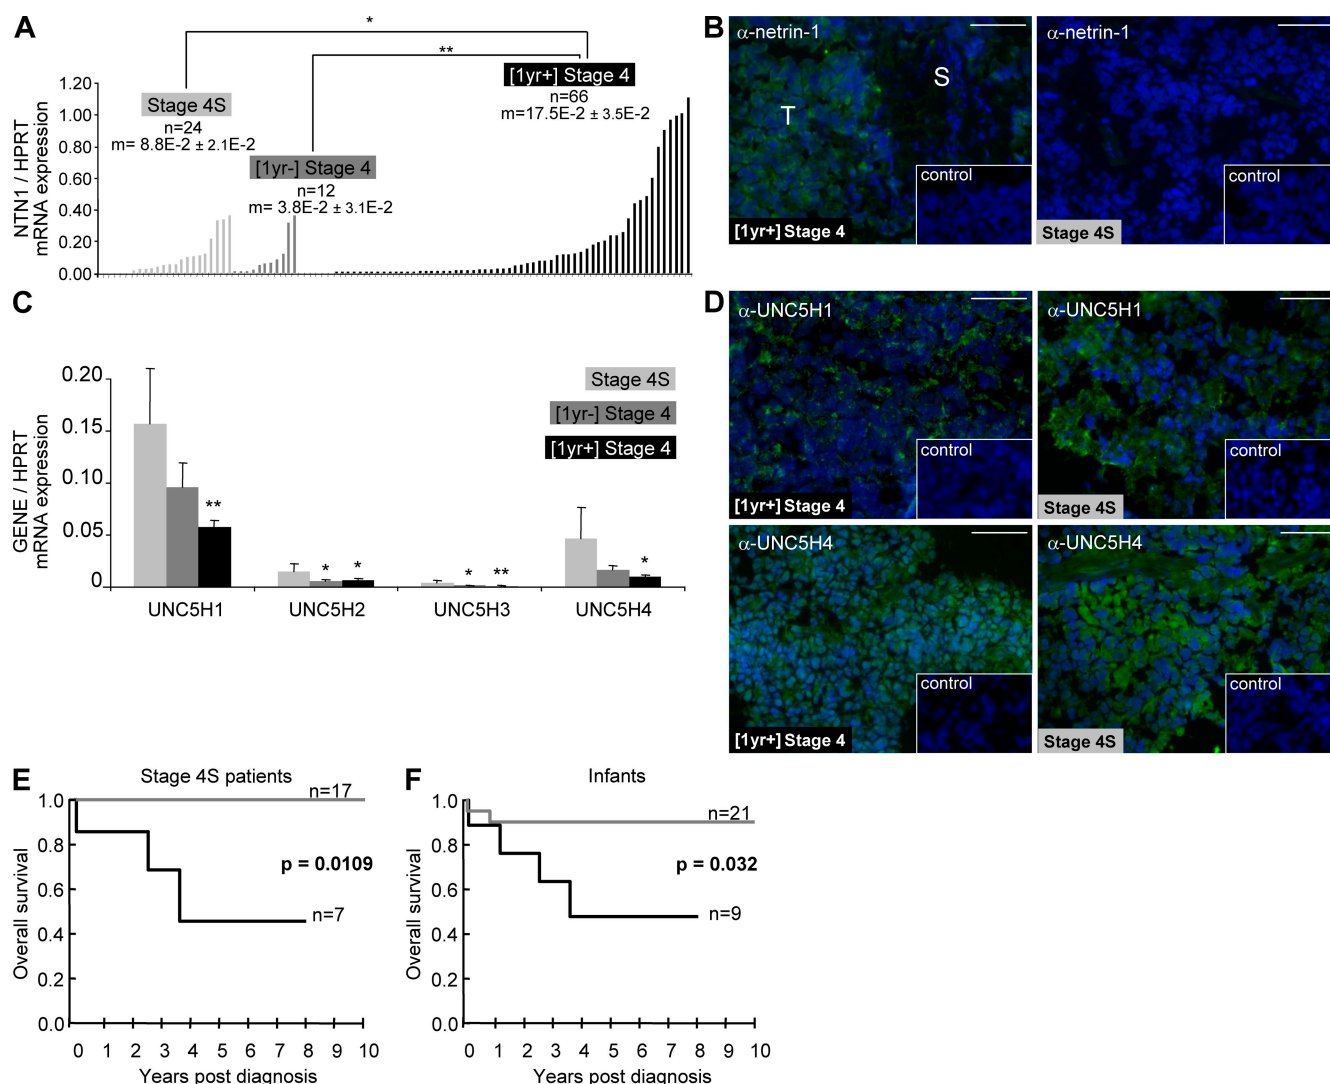 A
*
**
[1yr+] Stage 4
n=66
m=17.5E-2 ± 3.5E-2
Stage 4S
n=24
m= 8.8E-2 ± 2.1E-2
[1yr-] Stage 4
n=12
m= 3.8E-2 ± 3.1E-2
NTN1 / HPRT
mRNA expression
1.20
1.00
0.80
0.60
0.40
0.20
0.00
B
α-netrin-1
T
S
control
[1yr+] Stage 4
α-netrin-1
control
Stage 4S
C
GENE / HPRT
mRNA expression
0.20
0.15
0.10
0.05
0
Stage 4S
[1yr-] Stage 4
[1yr+] Stage 4
**
* *
* **
*
UNC5H1 UNC5H2 UNC5H3 UNC5H4
D
α-UNC5H1
control
[1yr+] Stage 4
α-UNC5H1
control
Stage 4S
α-UNC5H4
control
[1yr+] Stage 4
α-UNC5H4
control
Stage 4S
E
Stage 4S patients
n=17
p = 0.0109
n=7
Overall survival
1.0
0.8
0.6
0.4
0.2
0.0
0 1 2 3 4 5 6 7 8 9 10
Years post diagnosis
F
Infants
n=21
p = 0.032
n=9
Overall survival
1.0
0.8
0.6
0.4
0.2
0.0
0 1 2 3 4 5 6 7 8 9 10
Years post diagnosis